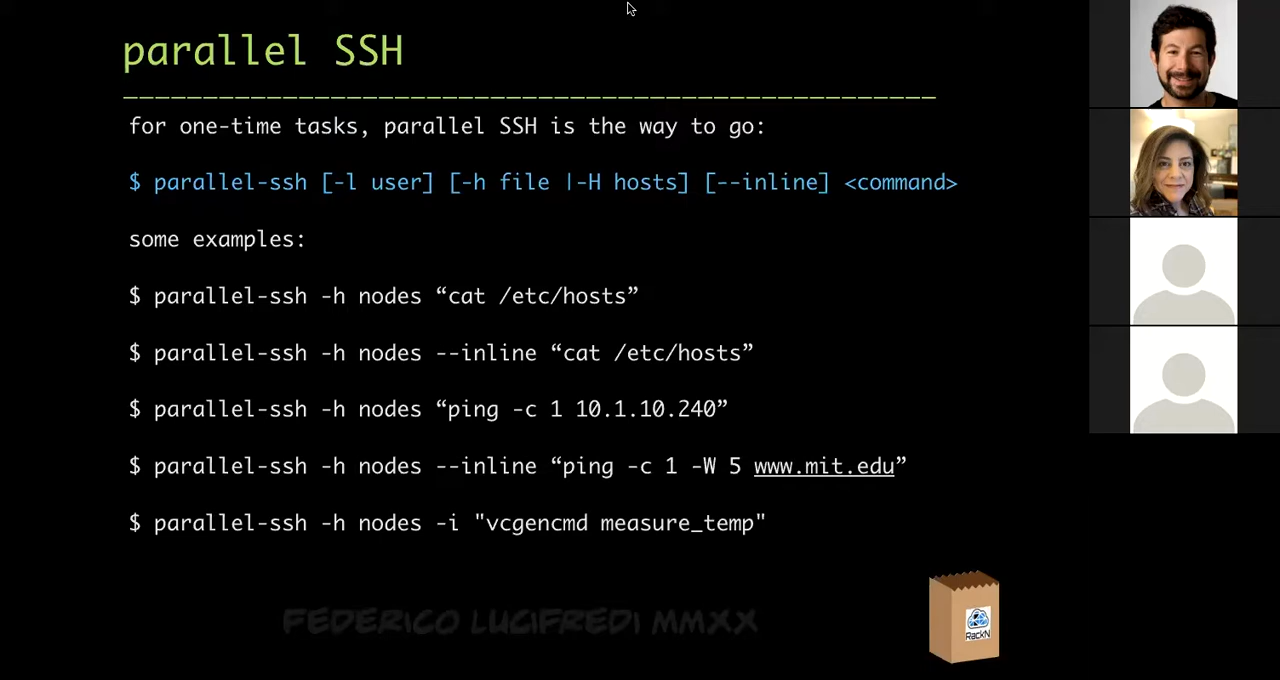 parallel SSH
for one-time tasks, parallel SSH is the way to go:
$ parallel-ssh [-l user] [-h file |-H hosts] [--inline] <command>
some examples:
$ parallel-ssh -h nodes “cat /etc/hosts”
$ parallel-ssh -h nodes --inline “cat /etc/hosts”
$ parallel-ssh -h nodes “ping -c 1 10.1.10.240”
$ parallel-ssh -h nodes --inline “ping -c 1 -W 5 www.mit.edu”
$ parallel-ssh -h nodes -i "vcgencmd measure_temp"
FEDERICO LUCIFREDI MMXX
RackN